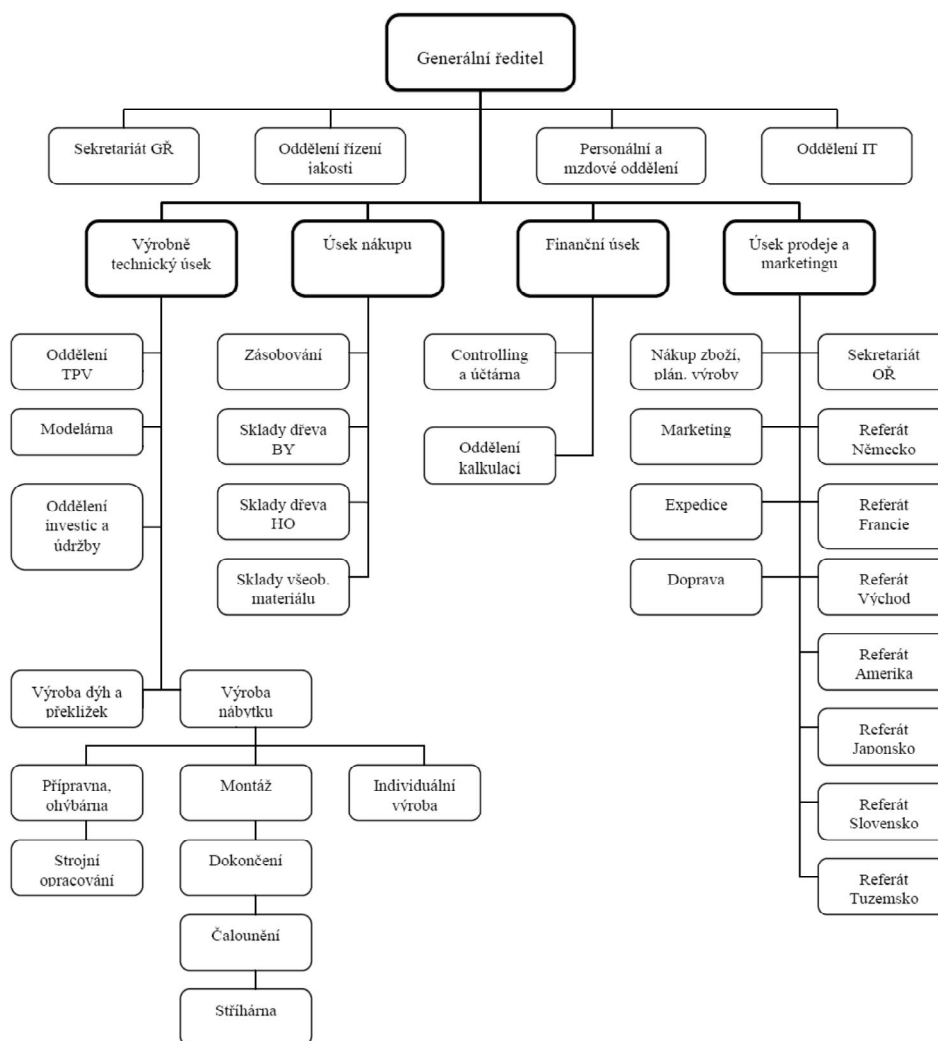 Generální ředitel
Sekretariát GŘ
Oddělení řízení
jakosti
Personální a
mzdové oddělení
Oddělení IT
Výrobně
technický úsek
Úsek nákupu
Finanční úsek
Úsek prodeje a
marketingu
Oddělení
TPV
Modelárna
Oddělení
investic a
údržby
Zásobování
Sklady dřeva
BY
Sklady dřeva
HO
Sklady všeob.
materiálu
Controlling
a účtárna
Oddělení
kalkulací
Nákup zboží,
plán. výroby
Marketing
Expedice
Doprava
Sekretariát
OŘ
Referát
Německo
Referát
Francie
Referát
Východ
Referát
Amerika
Referát
Japonsko
Referát
Slovensko
Referát
Tuzemsko
Výroba dýh a
překližek
Výroba
nábytku
Přípravna,
ohýbárna
Strojní
opracování
Montáž
Dokončení
Čalounění
Stříhárna
Individuální
výroba